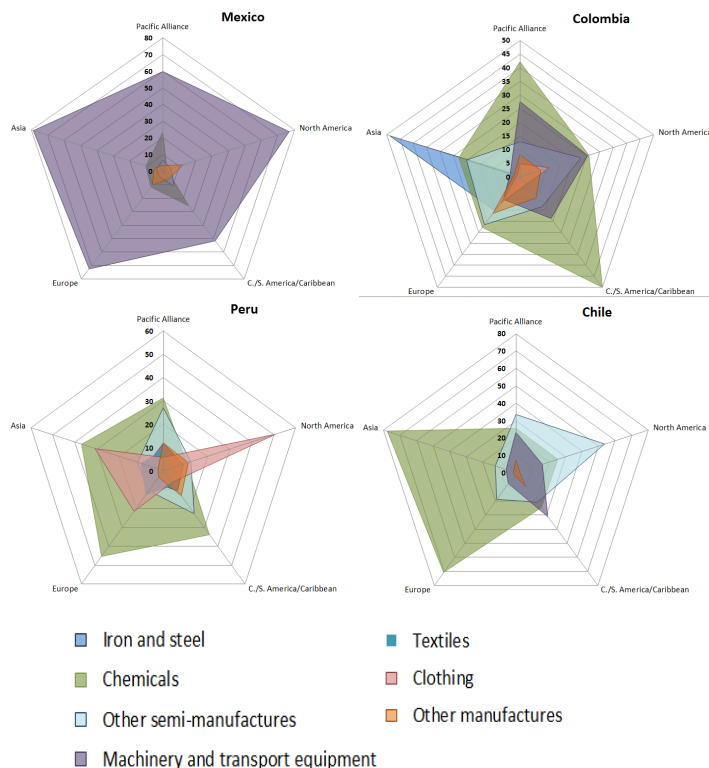 Mexico
Pacific Alliance
80
70
60
50
40
30
20
10
0
Asia
North America
Europe
C./S. America/Caribbean
Colombia
Pacific Alliance
50
45
40
35
30
25
20
15
10
5
0
Asia
North America
Europe
C./S. America/Caribbean
Peru
Pacific Alliance
60
50
40
30
20
10
0
Asia
North America
Europe
C./S. America/Caribbean
Chile
Pacific Alliance
80
70
60
50
40
30
20
10
0
Asia
North America
Europe
C./S. America/Caribbean
Iron and steel
Textiles
Chemicals
Clothing
Other semi-manufactures
Other manufactures
Machinery and transport equipment